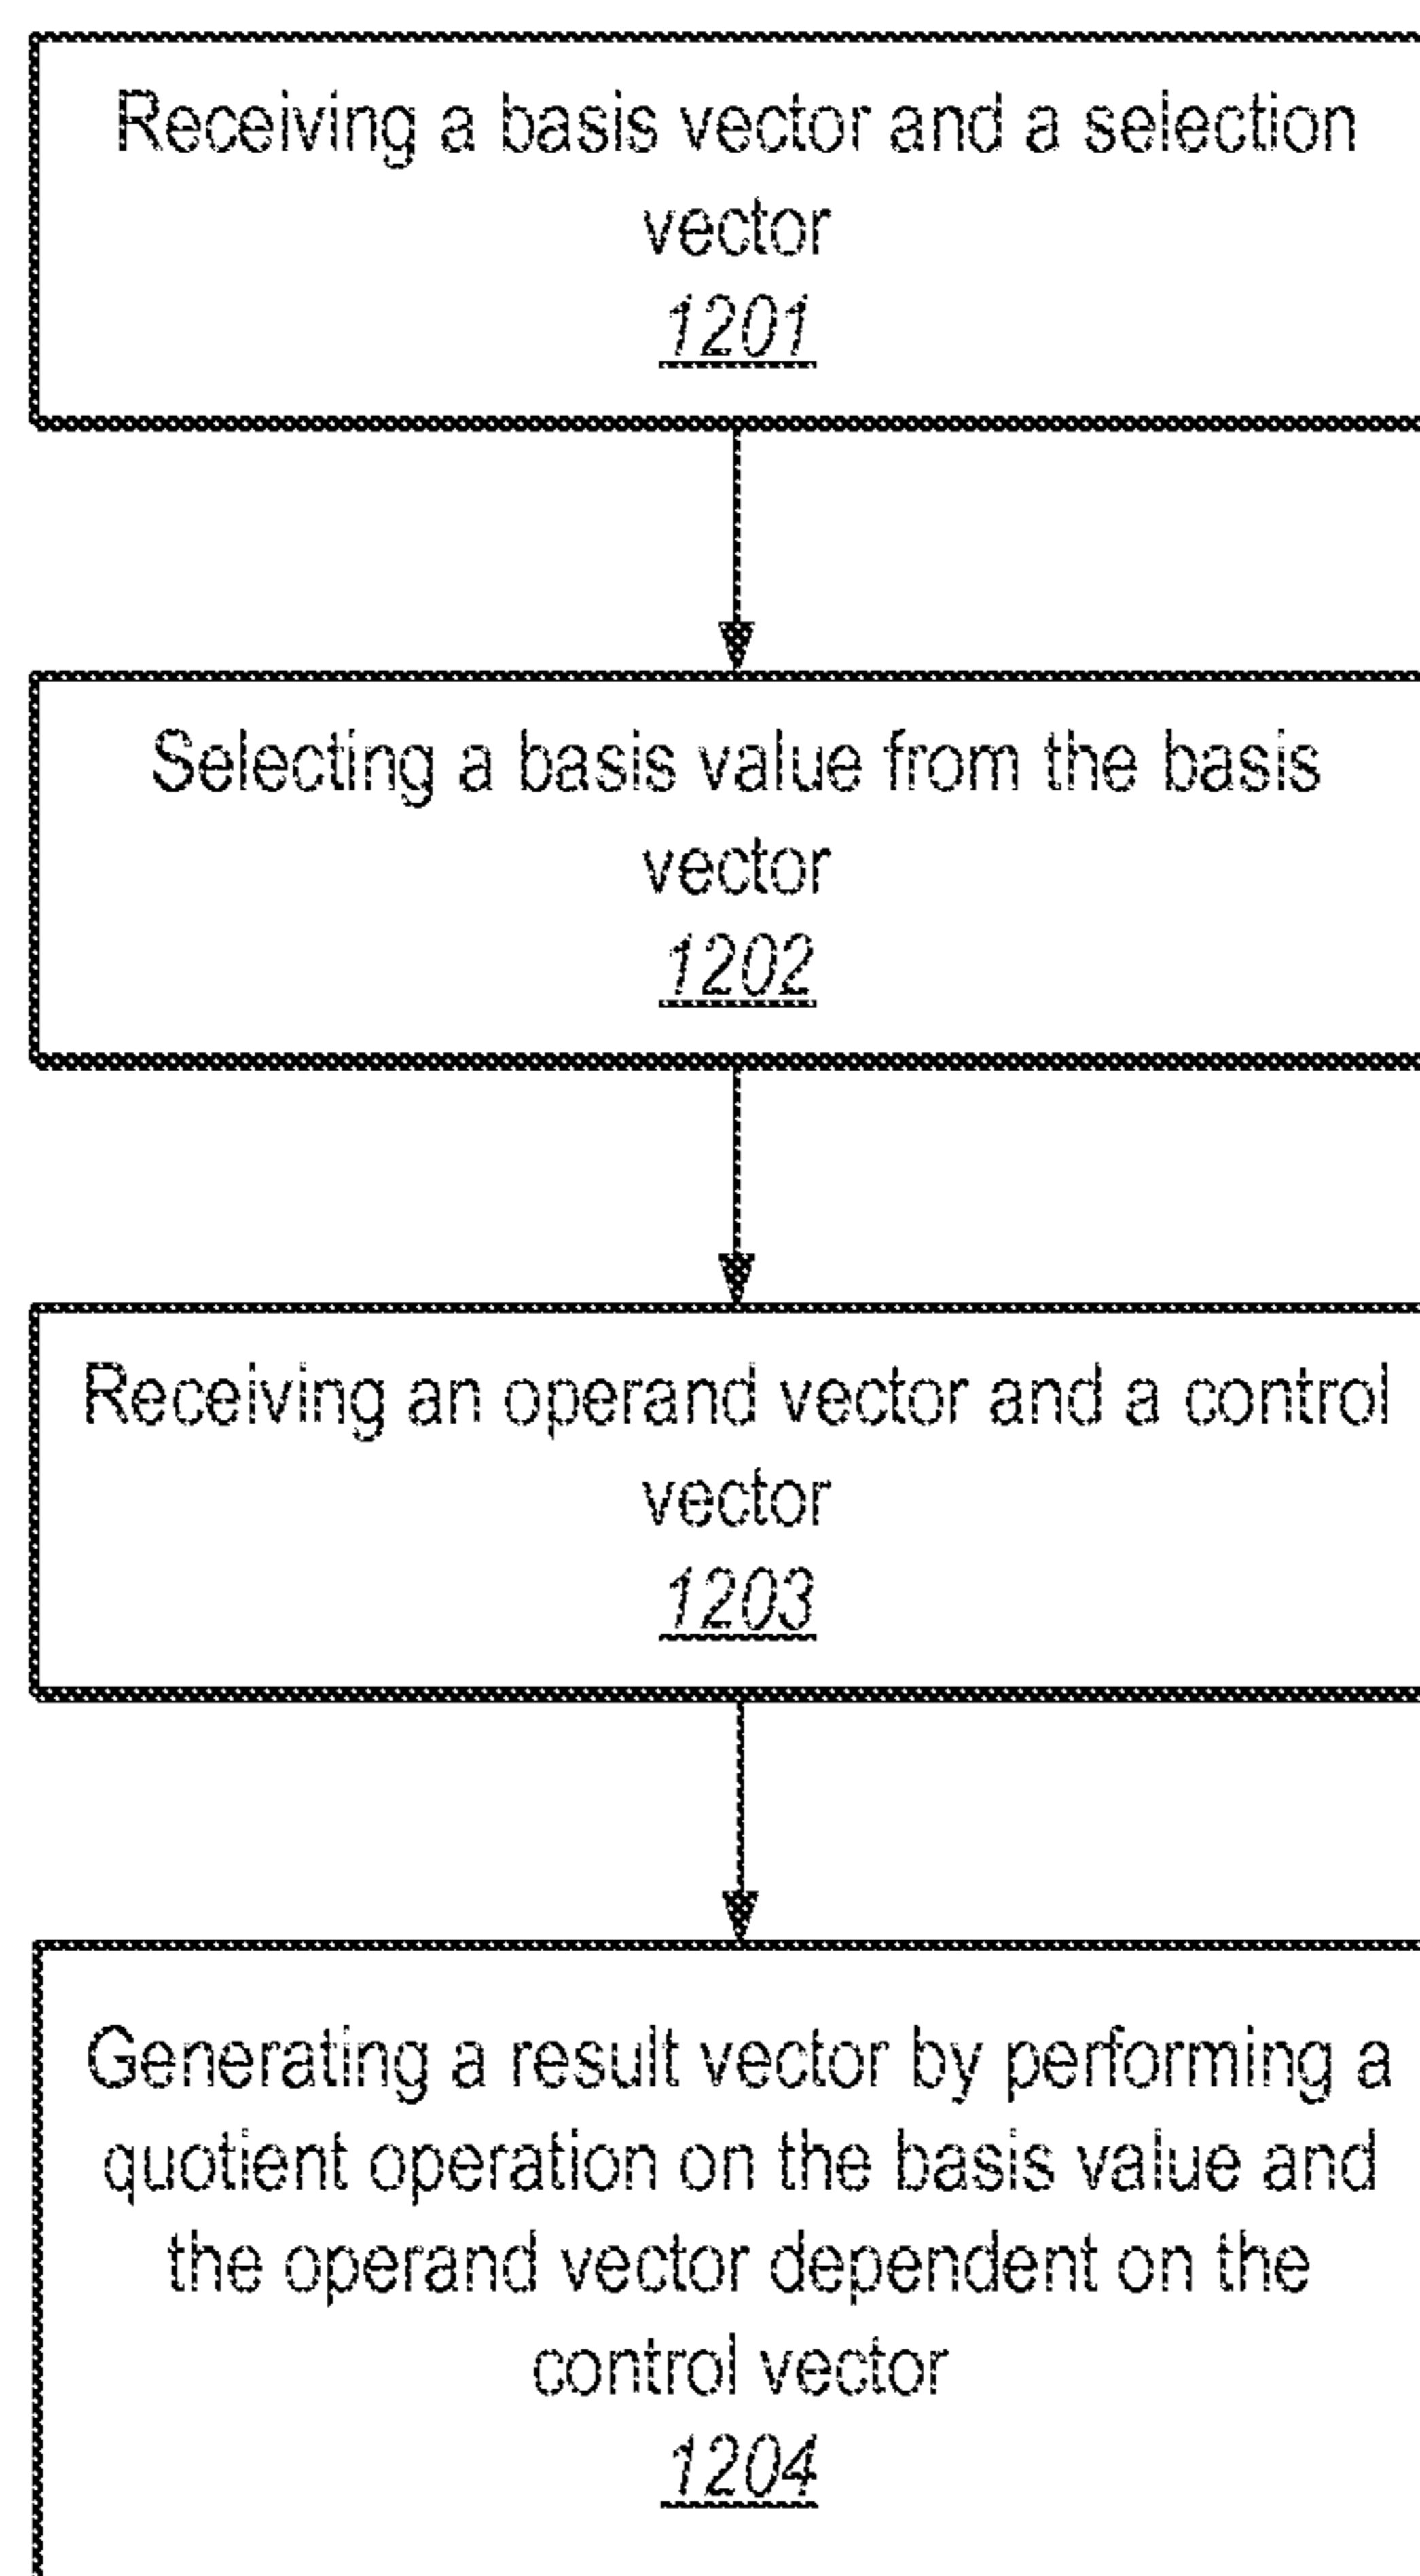 Receiving a basis vector and a selection
vector
1201
Selecting a basis value from the basis
vector
1202
Receiving an operand vector and a control
vector
1203
Generating a result vector by performing a
quotient operation on the basis value and
the operand vector dependent on the
control vector
1204